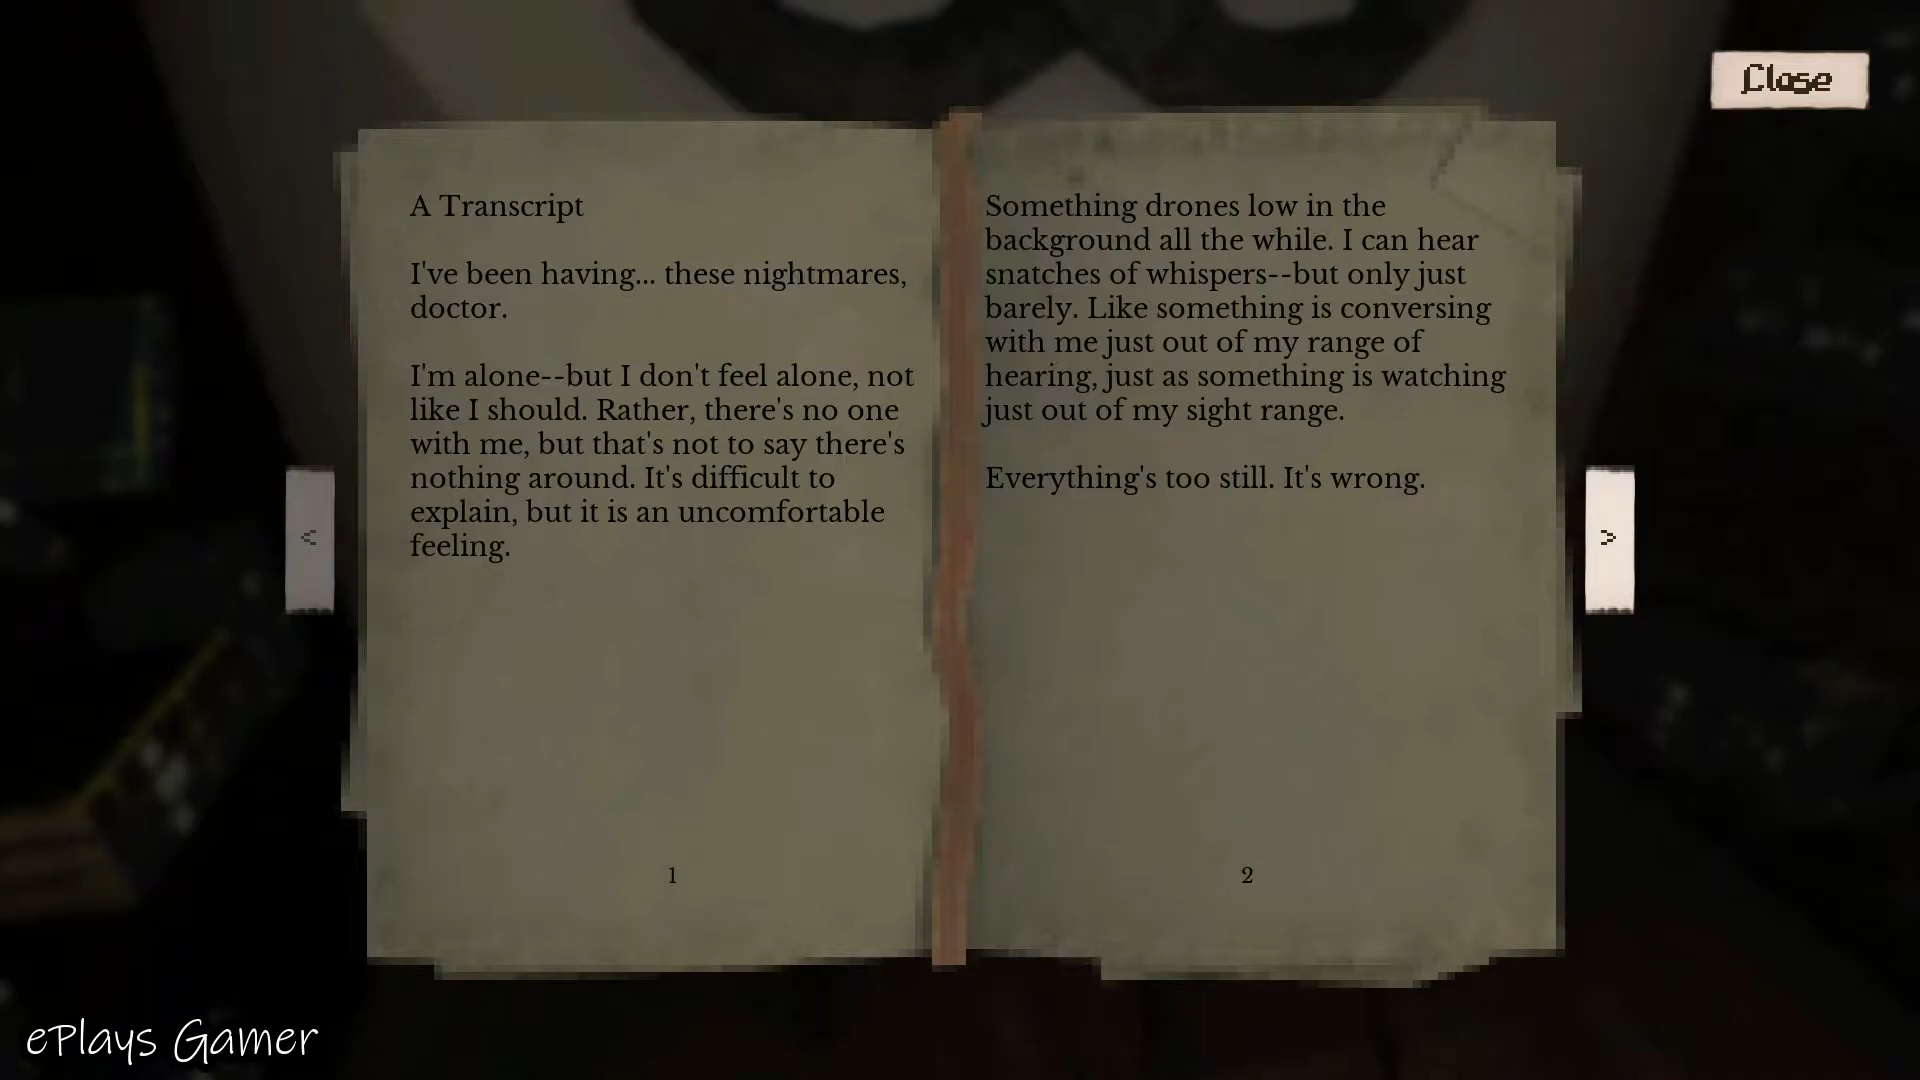 Close
A Transcript
I've been having... these nightmares,
doctor.
I'm alone--but I don't feel alone, not
like I should. Rather, there's no one
with me, but that's not to say there's
nothing around. It's difficult to
explain, but it is an uncomfortable
feeling.
1
Something drones low in the
background all the while. I can hear
snatches of whispers--but only just
barely. Like something is conversing
with me just out of my range of
hearing, just as something is watching
just out of my sight range.
Everything's too still. It's wrong.
2
<
>
ePlays Gamer